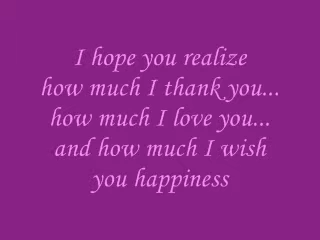 I hope you realize
how much I thank you...
how much I love you...
and how much I wish
you happiness